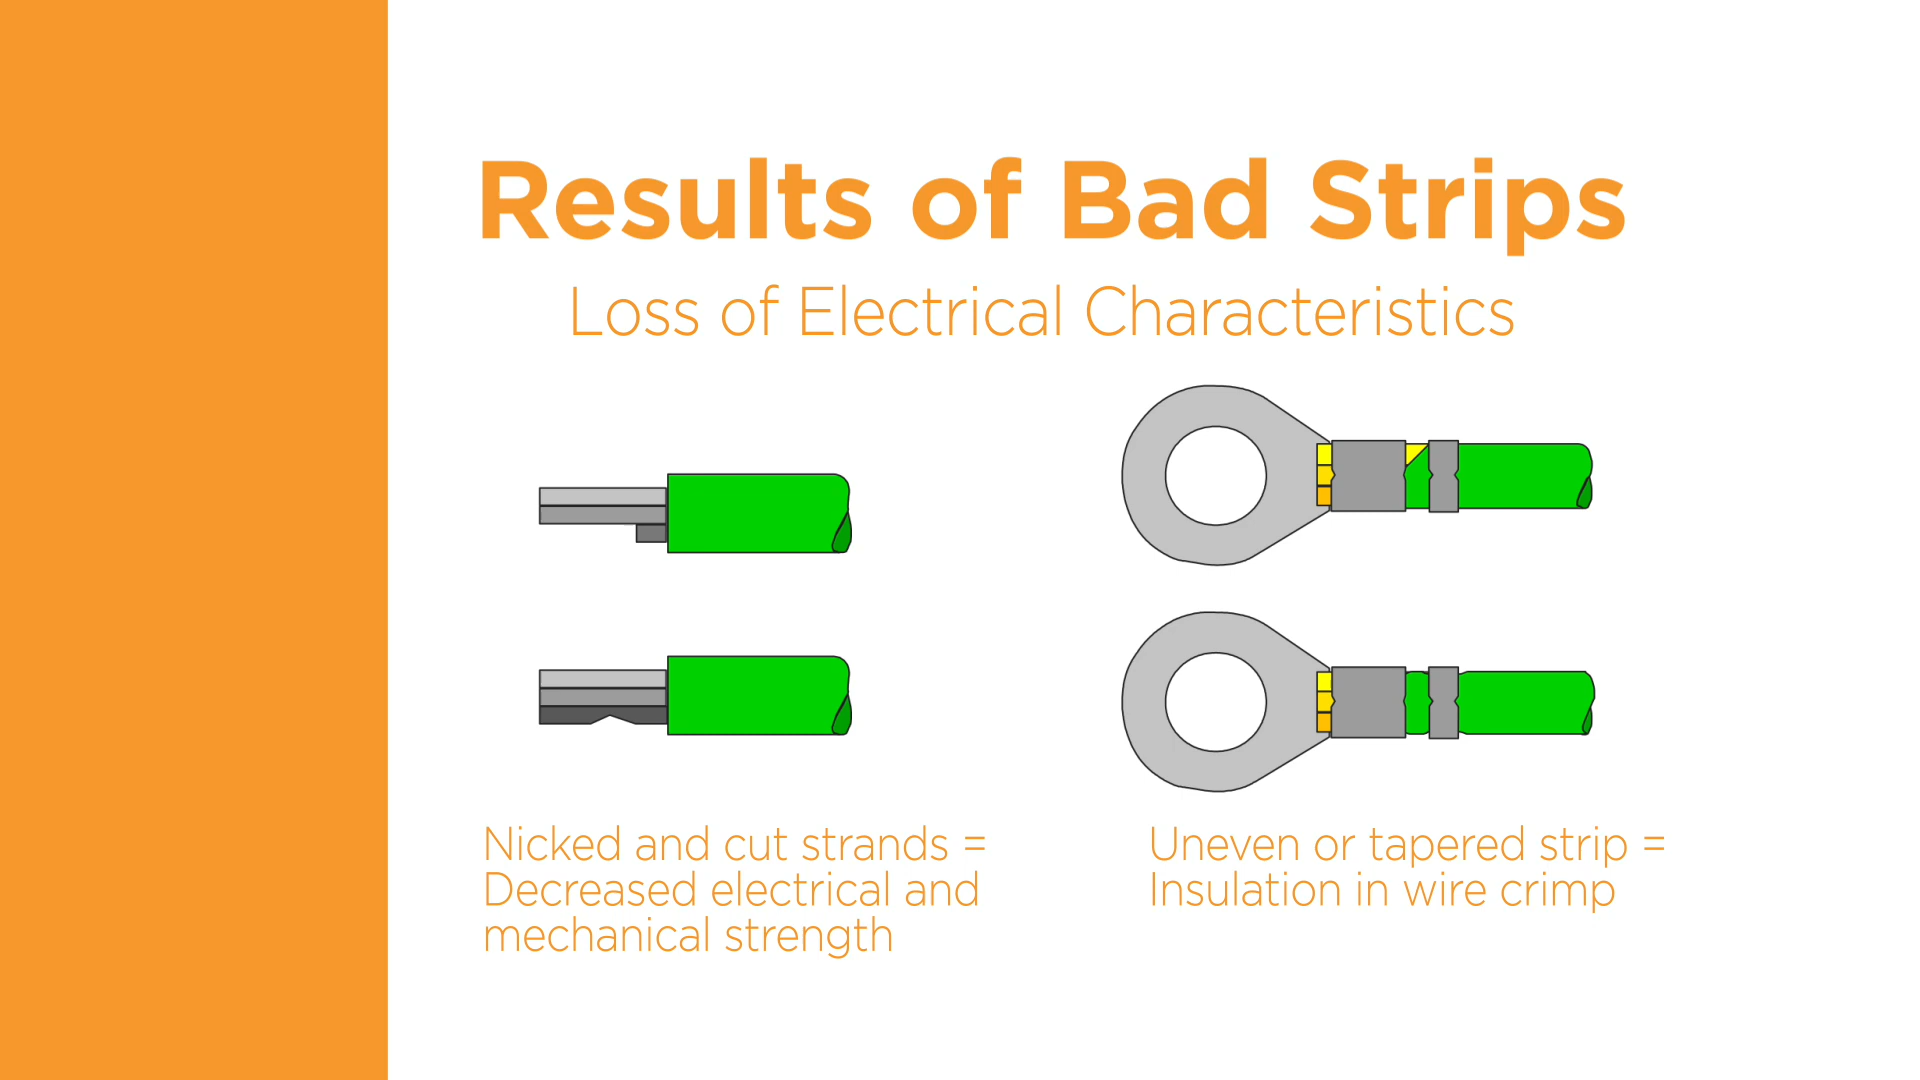 Results of Bad Strips
Loss of Electrical Characteristics
Nicked and cut strands =
Decreased electrical and
mechanical strength
Uneven or tapered strip =
Insulation in wire crimp